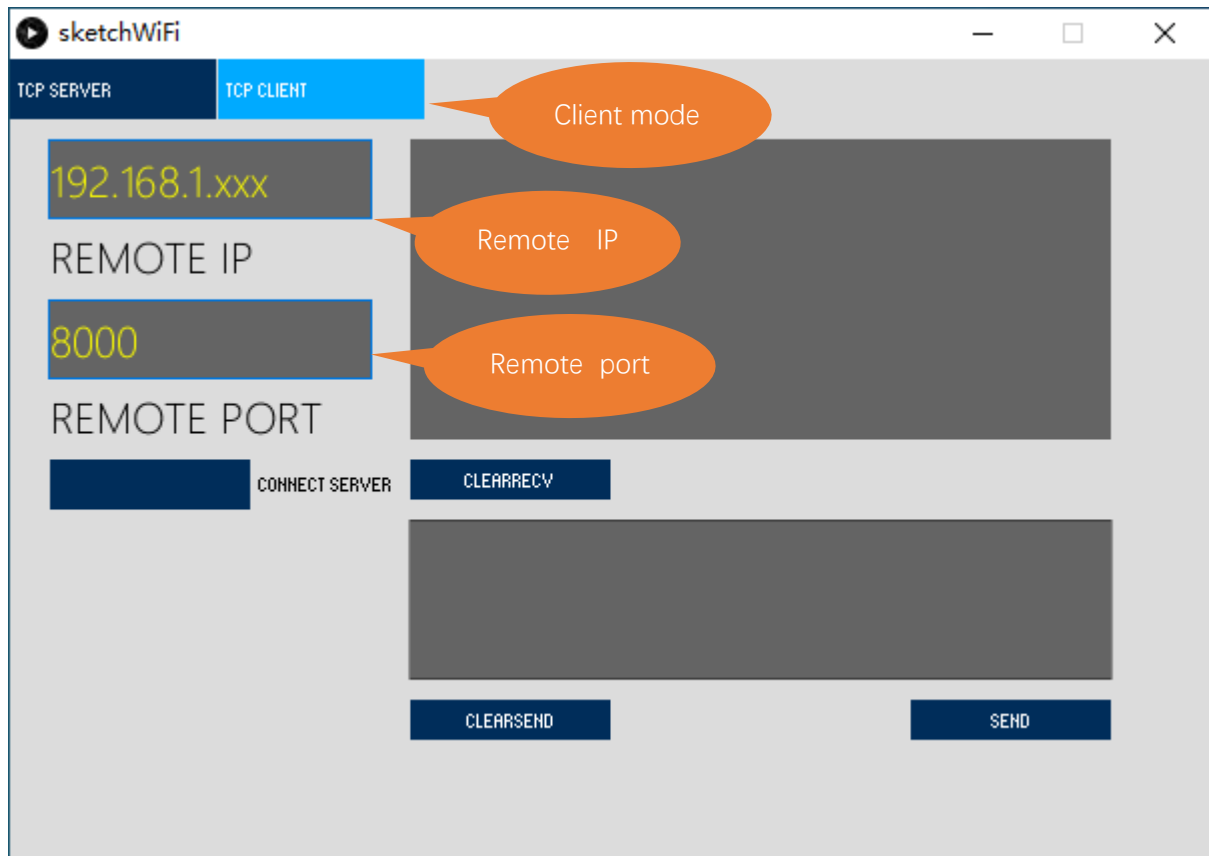 sketchWiFi
TCP SERVER
TCP CLIENT
Client mode
192.168.1.xxx
Remote IP
REMOTE IP
8000
Remote port
REMOTE PORT
CONNECT SERVER
CLEARRECV
CLEARSEND
SEND